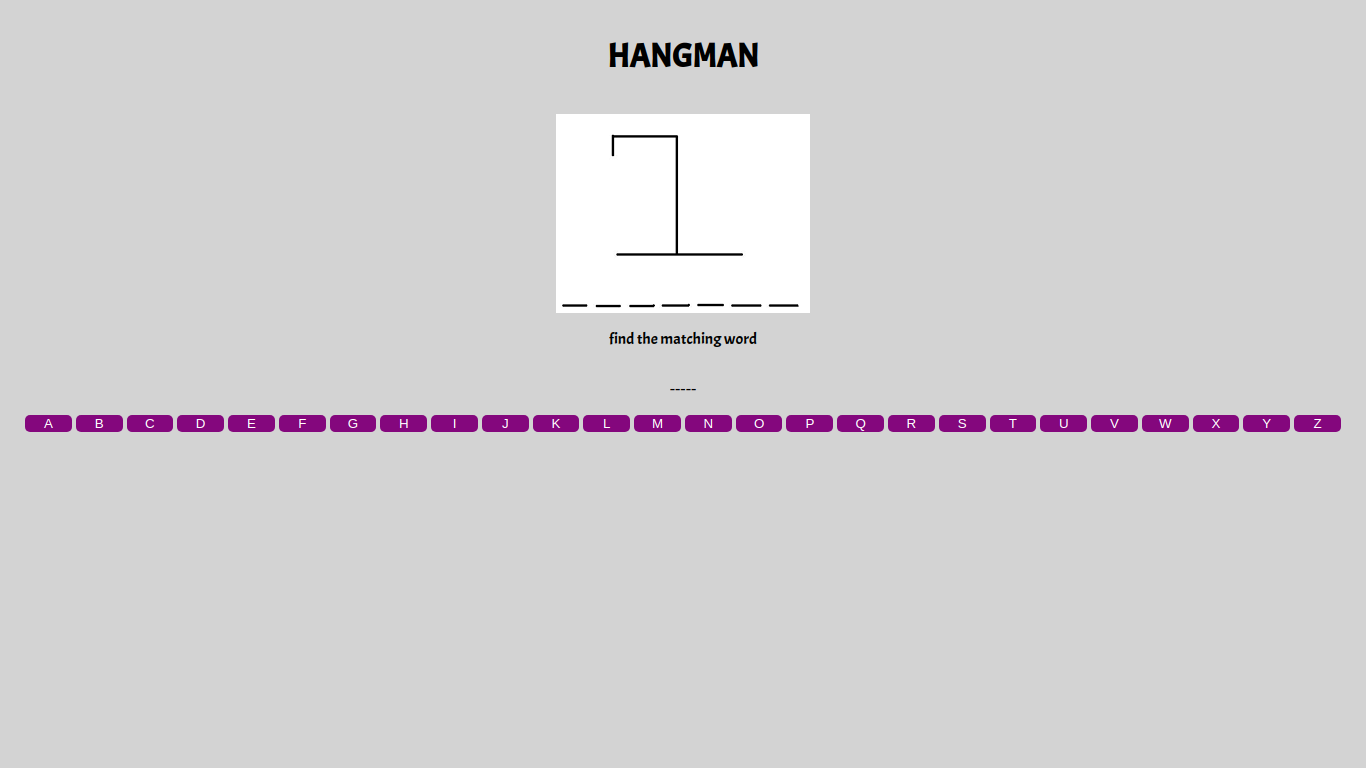 HANGMAN
find the matching word
-----
A B C D E F G H I J K L M N O P Q R S T U V W X Y Z